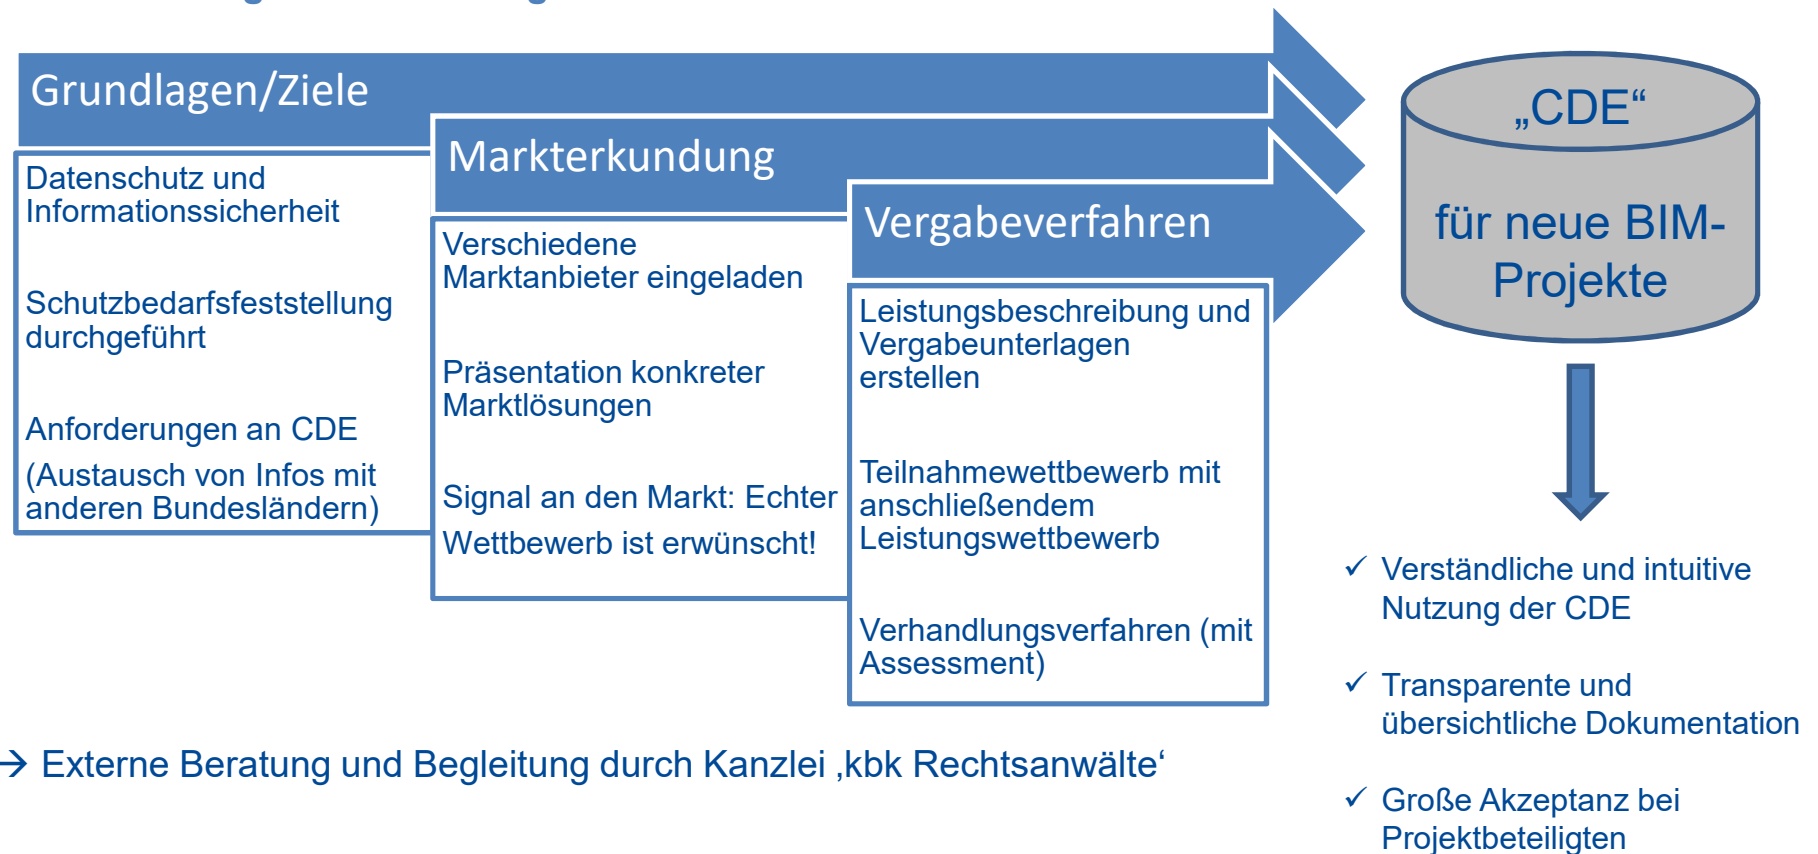 Grundlagen/Ziele
Datenschutz und
Informationssicherheit
Schutzbedarfsfeststellung
durchgeführt
Anforderungen an CDE
(Austausch von Infos mit
anderen Bundesländern)
Markterkundung
Verschiedene
Marktanbieter eingeladen
Präsentation konkreter
Marktlösungen
Signal an den Markt: Echter
Wettbewerb ist erwünscht!
Vergabeverfahren
Leistungsbeschreibung und
Vergabeunterlagen
erstellen
Teilnahmewettbewerb mit
anschließendem
Leistungswettbewerb
Verhandlungsverfahren (mit
Assessment)
„CDE“
für neue BIM-
Projekte
✓ Verständliche und intuitive
Nutzung der CDE
✓ Transparente und
übersichtliche Dokumentation
✓ Große Akzeptanz bei
Projektbeteiligten
→ Externe Beratung und Begleitung durch Kanzlei ‚kbk Rechtsanwälte‘